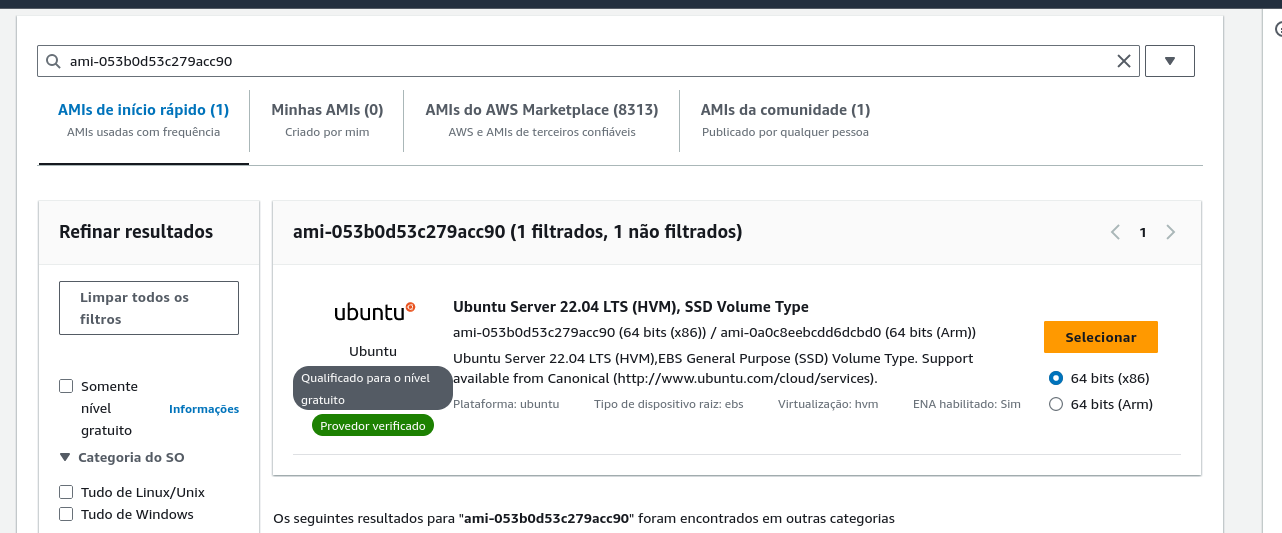 ami-053b0d53c279acc90
AMIs de início rápido (1)
AMIs usadas com frequência
Minhas AMIs (0)
Criado por mim
AMIs do AWS Marketplace (8313)
AWS e AMIs de terceiros confiáveis
AMIs da comunidade (1)
Publicado por qualquer pessoa
Refinar resultados
Limpar todos os
filtros
Somente
nível
gratuito
Informações
Categoria do SO
Tudo de Linux/Unix
Tudo de Windows
ami-053b0d53c279acc90 (1 filtrados, 1 não filtrados)
1
ubuntu
Ubuntu
Qualificado para o nível
gratuito
Provedor verificado
Ubuntu Server 22.04 LTS (HVM), SSD Volume Type
ami-053b0d53c279acc90 (64 bits (x86)) / ami-0a0c8eebcdd6dcbd0 (64 bits (Arm))
Ubuntu Server 22.04 LTS (HVM),EBS General Purpose (SSD) Volume Type. Support
available from Canonical (http://www.ubuntu.com/cloud/services).
Plataforma: ubuntu
Tipo de dispositivo raiz: ebs
Virtualização: hvm
ENA habilitado: Sim
Selecionar
64 bits (x86)
64 bits (Arm)
Os seguintes resultados para "ami-053b0d53c279acc90" foram encontrados em outras categorias